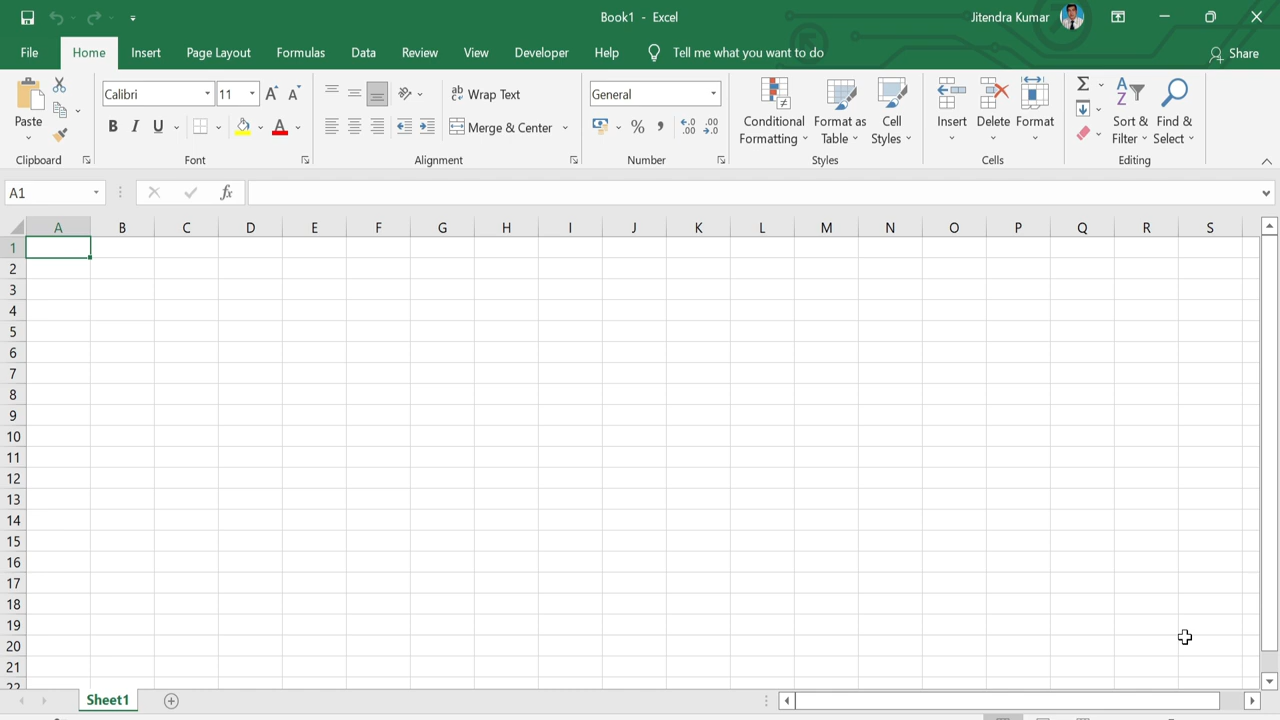 Book1 - Excel
Jitendra Kumar
File Home Insert Page Layout Formulas Data Review View Developer Help Tell me what you want to do Share
Calibri 11 Wrap Text General
Paste B I U Merge & Center % , Conditional Formatting Format as Table Cell Styles Insert Delete Format Sort & Filter Find & Select
Clipboard Font Alignment Number Styles Cells Editing
A1 fx
A B C D E F G H I J K L M N O P Q R S
1
2
3
4
5
6
7
8
9
10
11
12
13
14
15
16
17
18
19
20
21
22
Sheet1